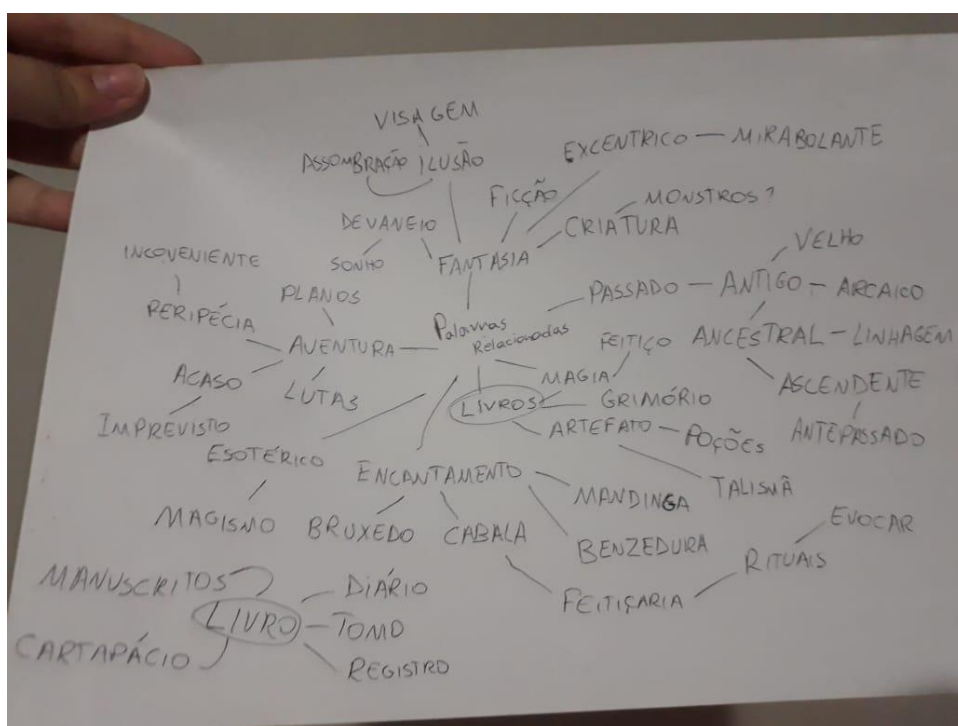 VISAGEM
ASSOMBRAÇÃO ILUSÃO
EXCENTRICO — MIRABOLANTE
FICÇÃO
MONSTROS?
DEVANEIO
CRIATURA
VELHO
INCOVENIENTE
SONHO
FANTASIA
PLANOS
PASSADO — ANTIGO — ARCAICO
PERIPÉCIA
AVENTURA
Palavras
Relacionadas
FEITIÇO
ANCESTRAL — LINHAGEM
ACASO
LUTAS
MAGIA
ASCENDENTE
LIVROS
GRIMÓRIO
IMPREVISTO
ARTEFATO — POÇÕES
ANTEPASSADO
ESOTÉRICO
ENCANTAMENTO
TALISMÃ
MANDINGA
MAGISMO
BRUXEDO
CABALA
EVOCAR
BENZEDURA
RITUAIS
MANUSCRITOS
DIÁRIO
FEITIÇARIA
LIVRO — TOMO
CARTAPÁCIO
REGISTRO